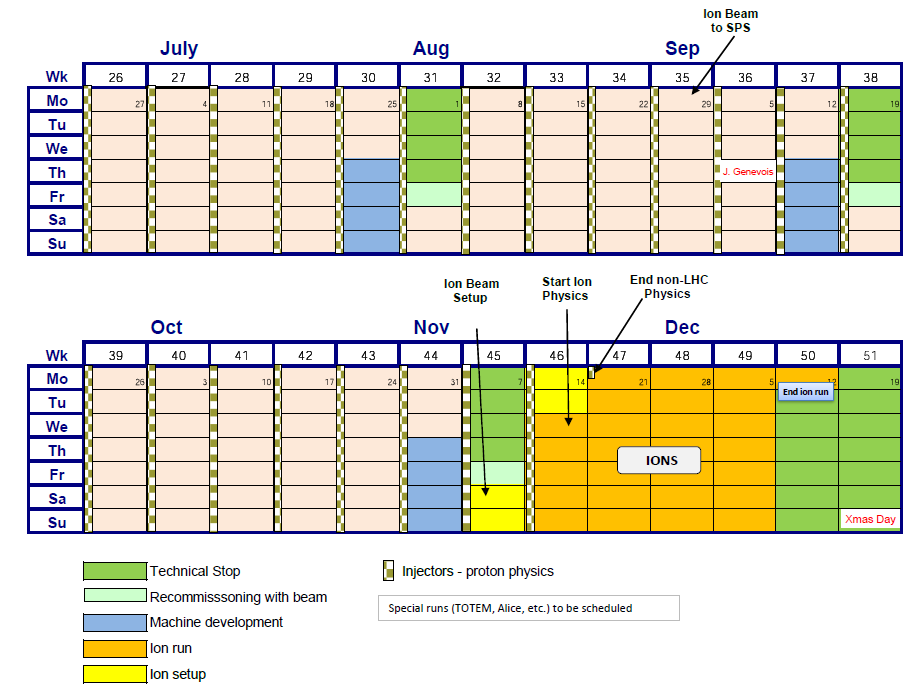 Ion Beam
to SPS
July Aug Sep
Wk 26 27 28 29 30 31 32 33 34 35 36 37 38
Mo 27 4 11 18 25 1 8 15 22 29 5 12 19
Tu
We
Th J. Genevois
Fr
Sa
Su
Ion Beam
Setup
Start Ion
Physics
End non-LHC
Physics
Oct Nov Dec
Wk 39 40 41 42 43 44 45 46 47 48 49 50 51
Mo 26 3 10 17 24 31 7 14 21 28 5 12 19
Tu End ion run
We
Th IONS
Fr
Sa
Su Xmas Day
Technical Stop
Recommisssoning with beam
Machine development
Ion run
Ion setup
Injectors - proton physics
Special runs (TOTEM, Alice, etc.) to be scheduled